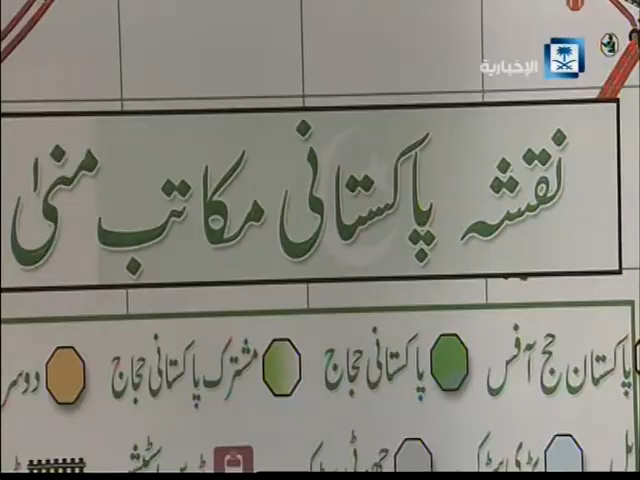 الإخبارية
نقشہ پاکستانی مکاتب منیٰ
پاکستان حج آفس پاکستانی حجاج مشترک پاکستانی حجاج